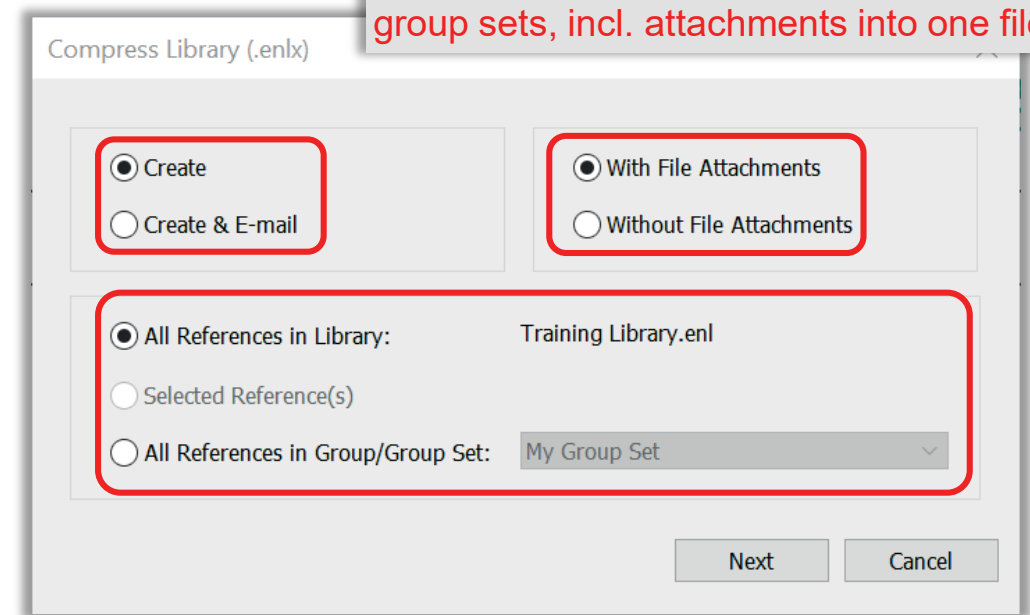 group sets, incl. attachments into one file
Compress Library (.enlx)
Create
Create & E-mail
With File Attachments
Without File Attachments
All References in Library: Training Library.enl
Selected Reference(s)
All References in Group/Group Set: My Group Set
Next Cancel